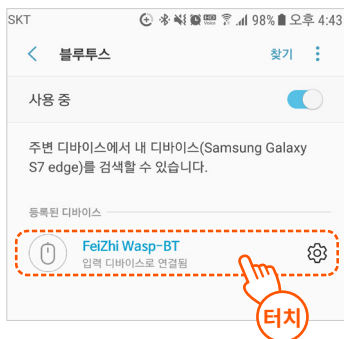 SKT 98% 오후 4:43
블루투스 찾기
사용 중
주변 디바이스에서 내 디바이스(Samsung Galaxy
S7 edge)를 검색할 수 있습니다.
등록된 디바이스
FeiZhi Wasp-BT
입력 디바이스로 연결됨
터치